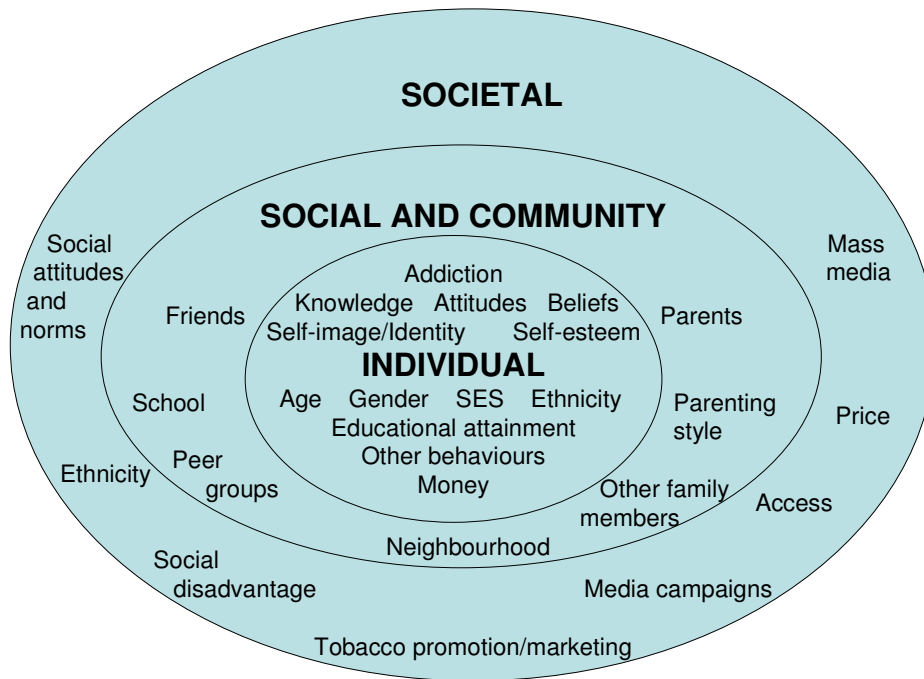 SOCIETAL
SOCIAL AND COMMUNITY
Social
attitudes
and
norms
Mass
media
Addiction
Knowledge Attitudes Beliefs
Self-image/Identity Self-esteem
Friends
Parents
INDIVIDUAL
Age Gender SES Ethnicity
Educational attainment
Other behaviours
Money
School
Parenting
style
Price
Ethnicity
Peer
groups
Other family
members
Access
Neighbourhood
Social
disadvantage
Media campaigns
Tobacco promotion/marketing